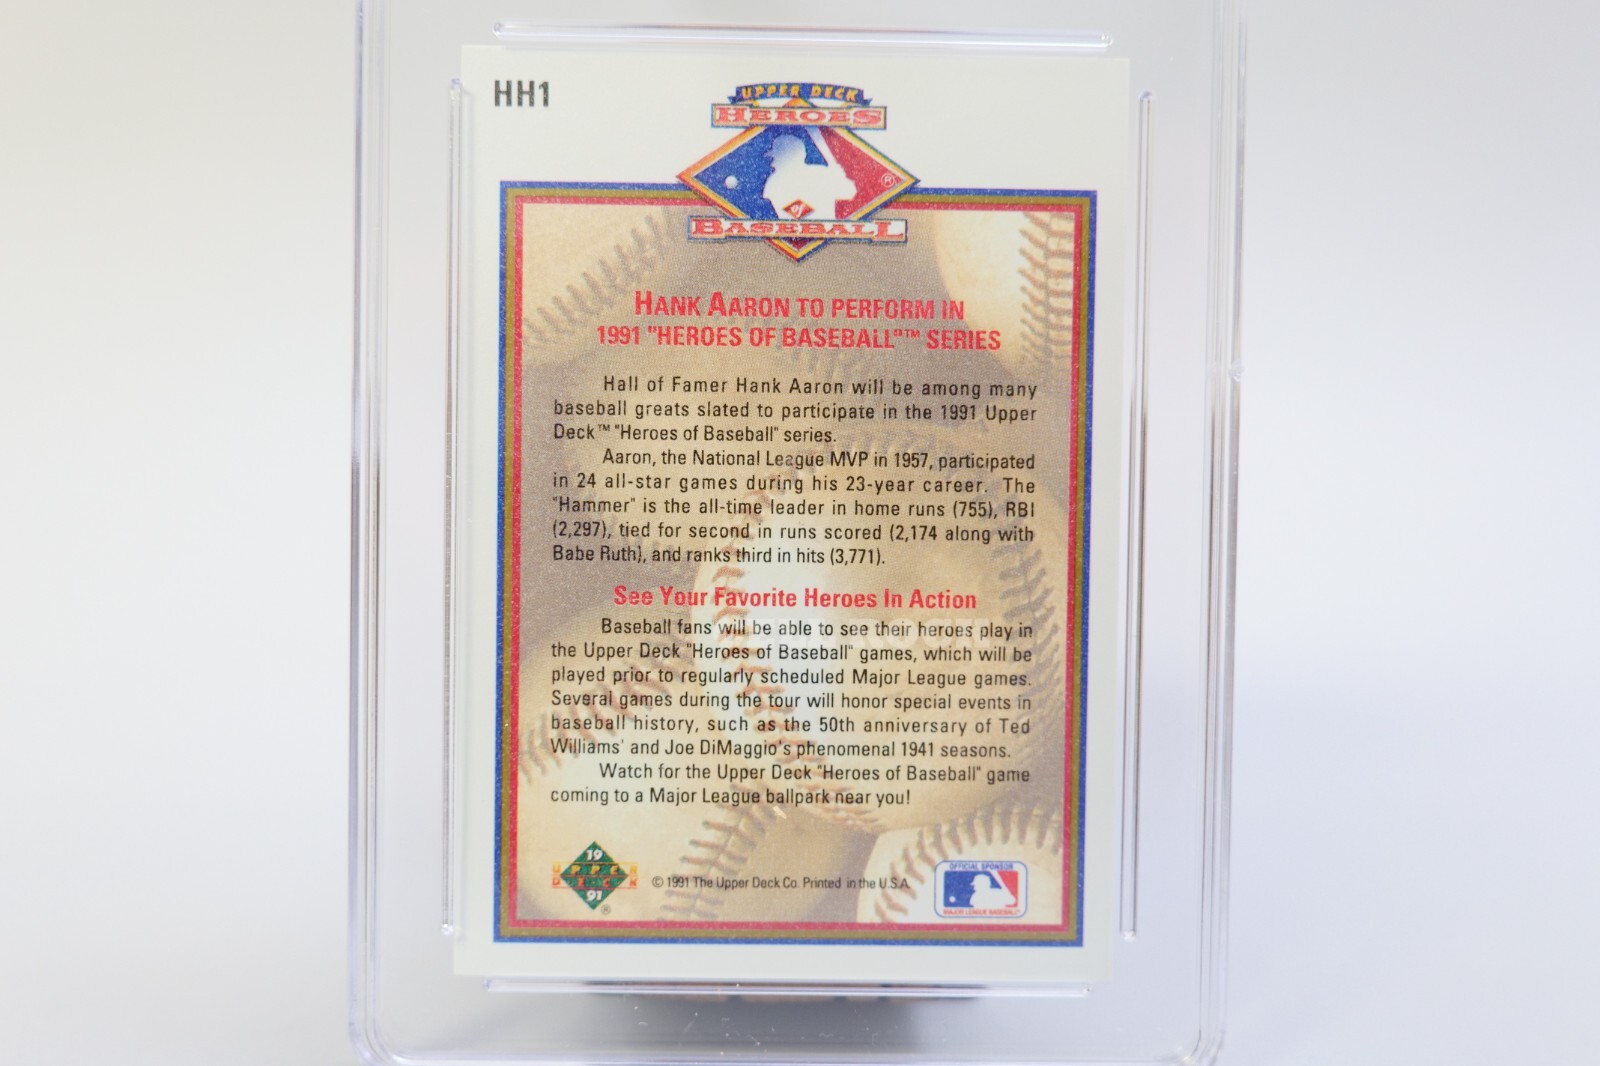 HH1
UPPER DECK
HEROES
®
of
BASEBALL
HANK AARON TO PERFORM IN
1991 "HEROES OF BASEBALL"™ SERIES
Hall of Famer Hank Aaron will be among many
baseball greats slated to participate in the 1991 Upper
Deck™ "Heroes of Baseball" series.
Aaron, the National League MVP in 1957, participated
in 24 all-star games during his 23-year career. The
"Hammer" is the all-time leader in home runs (755), RBI
(2,297), tied for second in runs scored (2,174 along with
Babe Ruth), and ranks third in hits (3,771).
See Your Favorite Heroes In Action
Baseball fans will be able to see their heroes play in
the Upper Deck "Heroes of Baseball" games, which will be
played prior to regularly scheduled Major League games.
Several games during the tour will honor special events in
baseball history, such as the 50th anniversary of Ted
Williams' and Joe DiMaggio's phenomenal 1941 seasons.
Watch for the Upper Deck "Heroes of Baseball" game
coming to a Major League ballpark near you!
19
UPPER
DECK
91
®
© 1991 The Upper Deck Co. Printed in the U.S.A.
OFFICIAL SPONSOR
MAJOR LEAGUE BASEBALL